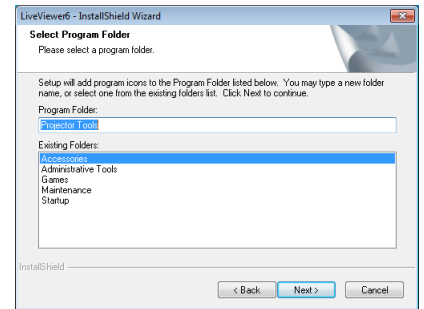 LiveViewer6 - InstallShield Wizard
Select Program Folder
Please select a program folder.
Setup will add program icons to the Program Folder listed below. You may type a new folder
name, or select one from the existing folders list. Click Next to continue.
Program Folder:
Projector Tools
Existing Folders:
Accessories
Administrative Tools
Games
Maintenance
Startup
InstallShield
< Back Next > Cancel